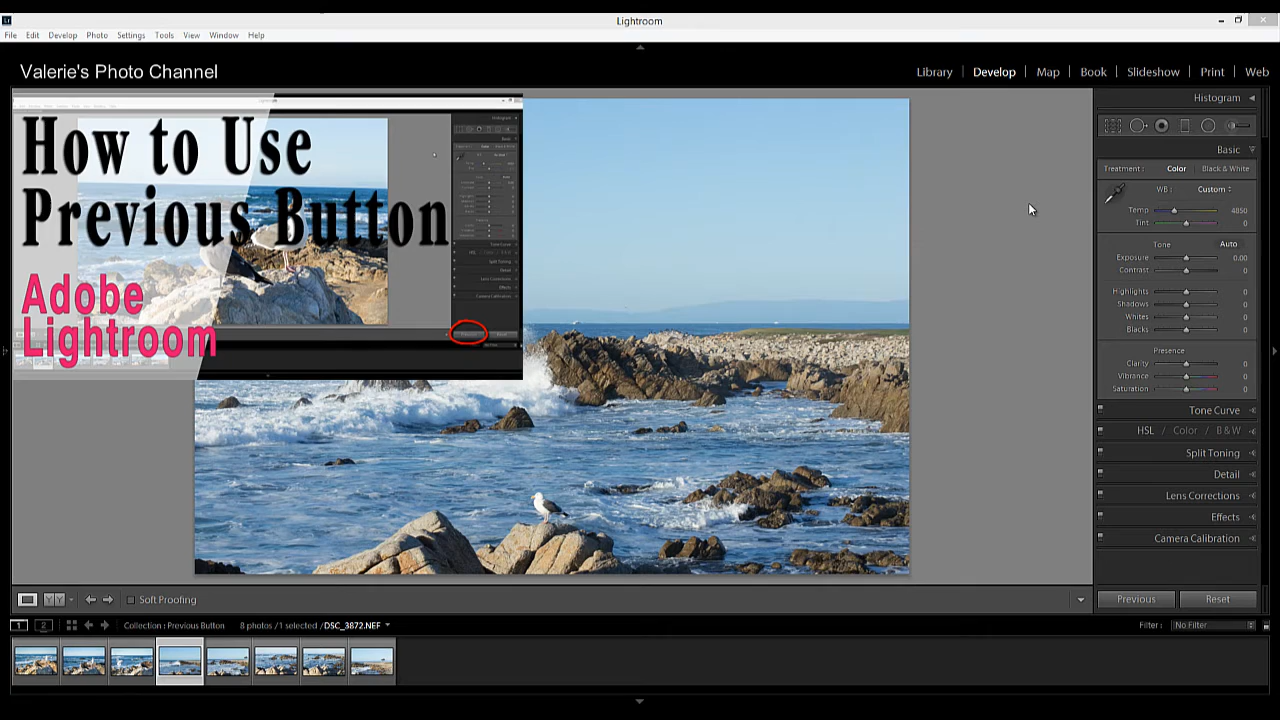 Lightroom
File Edit Develop Photo Settings Tools View Window Help
Valerie's Photo Channel
Library | Develop | Map | Book | Slideshow | Print | Web
How to Use
Previous Button
Adobe
Lightroom
Histogram
Basic
Treatment : Color Black & White
WB : Custom
Temp 4850
Tint 0
Tone Auto
Exposure 0.00
Contrast 0
Highlights 0
Shadows 0
Whites 0
Blacks 0
Presence
Clarity 0
Vibrance 0
Saturation 0
Tone Curve
HSL / Color / B & W
Split Toning
Detail
Lens Corrections
Effects
Camera Calibration
Y Y Soft Proofing
Previous Reset
1 2 Collection : Previous Button 8 photos / 1 selected / DSC_3872.NEF Filter : No Filter